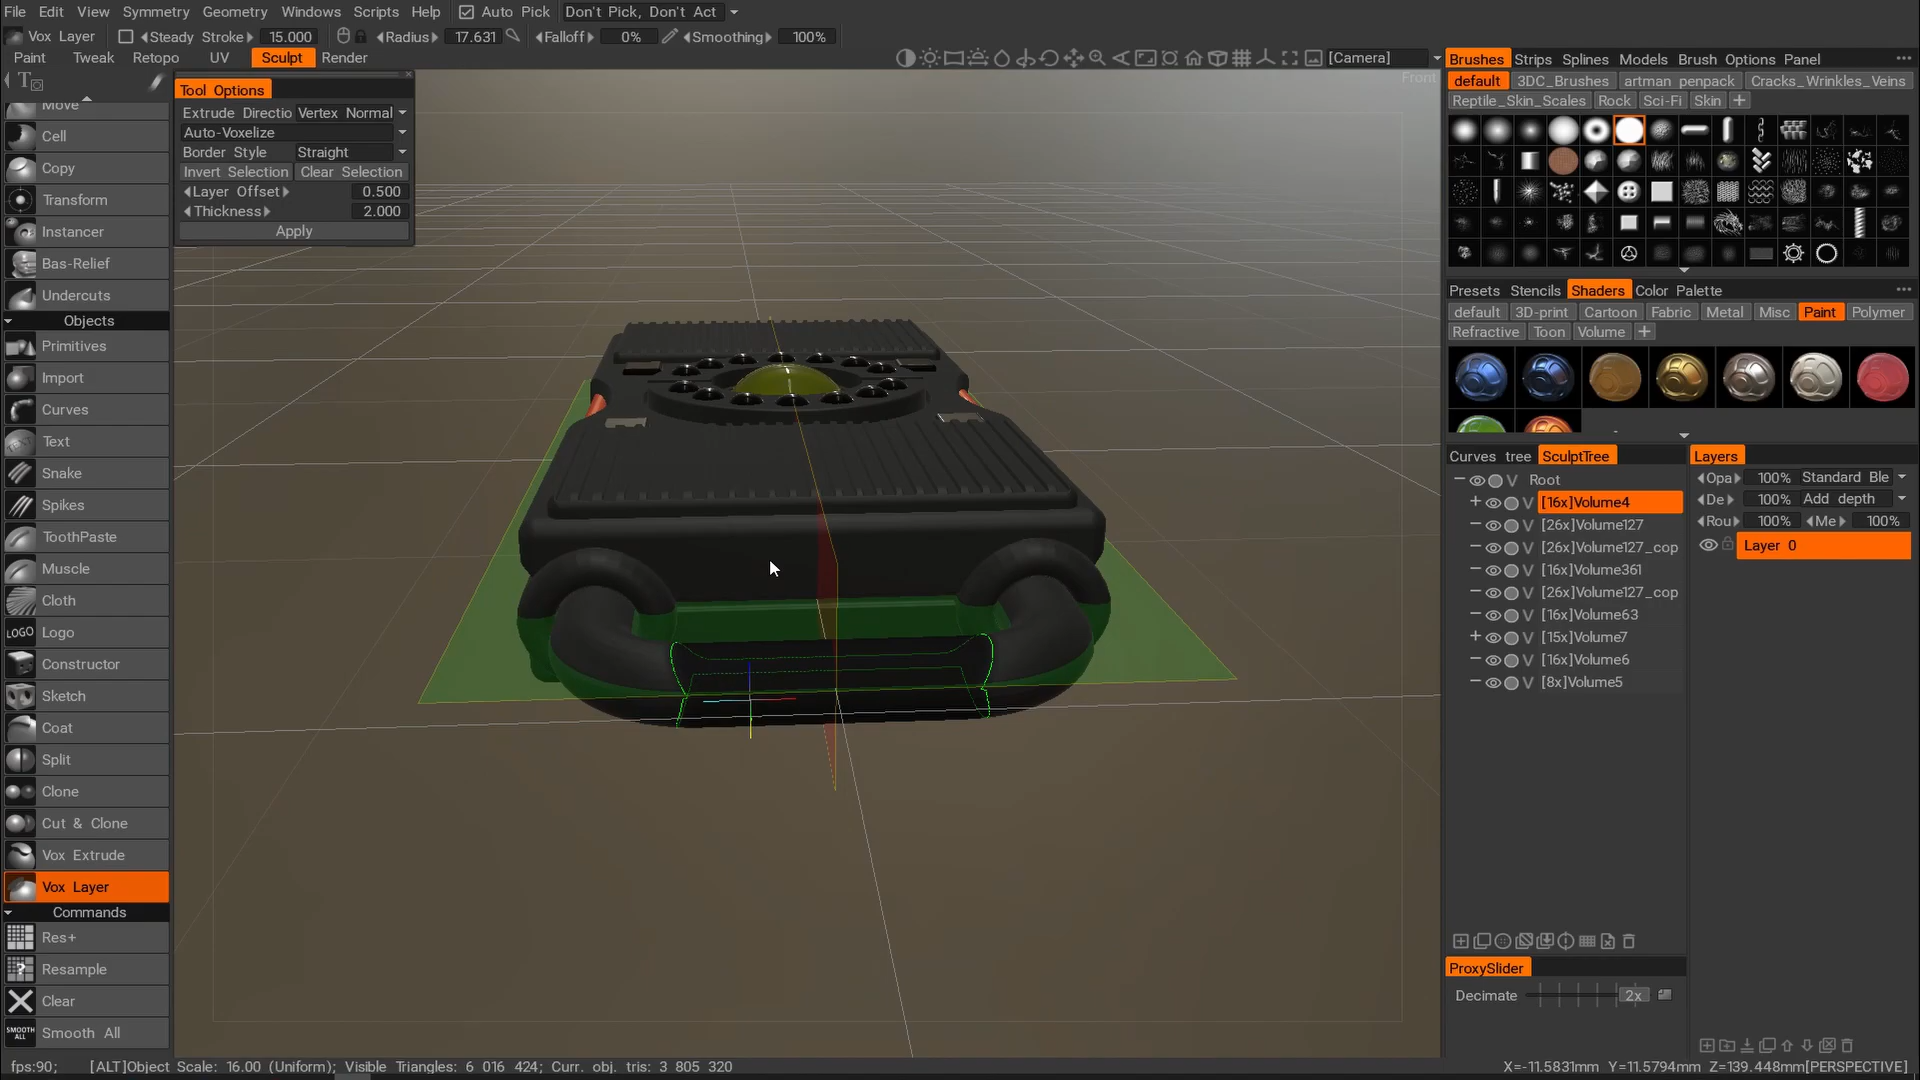 File Edit View Symmetry Geometry Windows Scripts Help Auto Pick Don't Pick, Don't Act
Vox Layer Steady Stroke 15.000 Radius 17.631 Falloff 0% Smoothing 100%
Paint Tweak Retopo UV Sculpt Render [Camera]
Front
Tool Options
Extrude Directio Vertex Normal
Auto-Voxelize
Border Style Straight
Invert Selection Clear Selection
Layer Offset 0.500
Thickness 2.000
Apply
Move
Cell
Copy
Transform
Instancer
Bas-Relief
Undercuts
Objects
Primitives
Import
Curves
Text
Snake
Spikes
ToothPaste
Muscle
Cloth
LOGO Logo
Constructor
Sketch
Coat
Split
Clone
Cut & Clone
Vox Extrude
Vox Layer
Commands
Res+
Resample
Clear
SMOOTH ALL Smooth All
Brushes Strips Splines Models Brush Options Panel
default 3DC_Brushes artman penpack Cracks_Wrinkles_Veins
Reptile_Skin_Scales Rock Sci-Fi Skin
Presets Stencils Shaders Color Palette
default 3D-print Cartoon Fabric Metal Misc Paint Polymer
Refractive Toon Volume
Curves tree SculptTree
Root
V [16x]Volume4
V [26x]Volume127
V [26x]Volume127_cop
V [16x]Volume361
V [26x]Volume127_cop
V [16x]Volume63
V [15x]Volume7
V [16x]Volume6
V [8x]Volume5
Layers
Opa 100% Standard Ble
De 100% Add depth
Rou 100% Me 100%
Layer 0
ProxySlider
Decimate 2x
fps:90; [ALT]Object Scale: 16.00 (Uniform); Visible Triangles: 6 016 424; Curr. obj. tris: 3 805 320
X=-11.5831mm Y=11.5794mm Z=139.448mm[PERSPECTIVE]